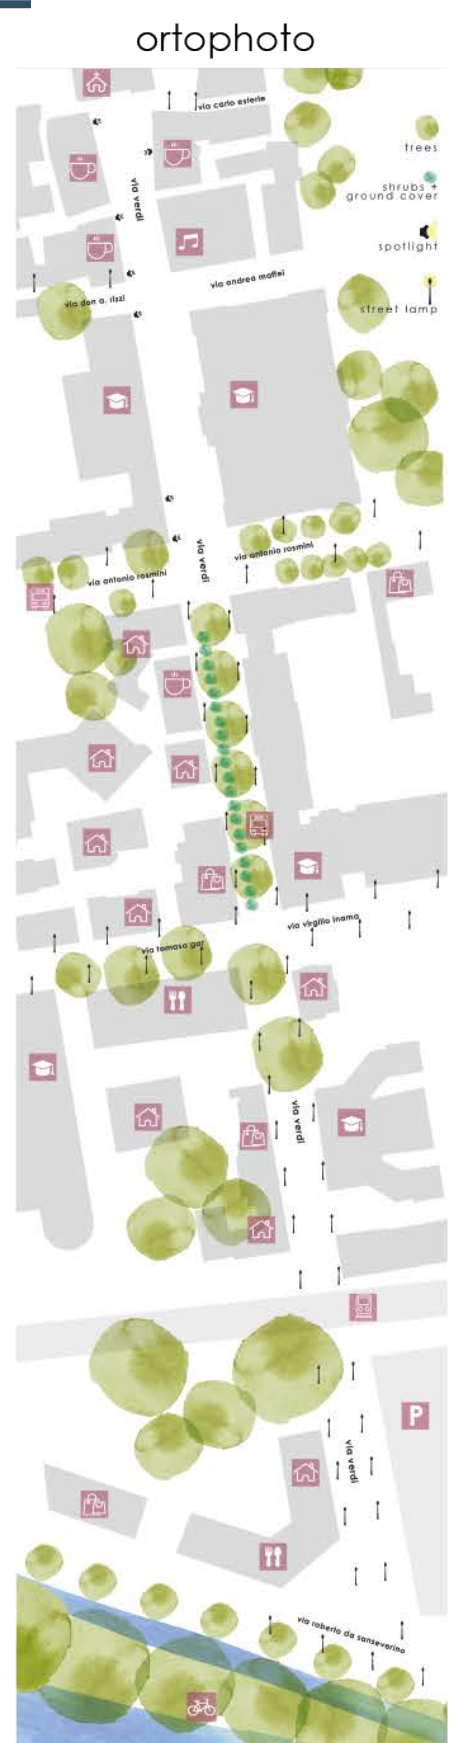 ortophoto
via carlo esterle
trees
via verdi
shrubs +
ground cover
spotlight
via andrea maffei
via don a. rizzi
street lamp
via verdi
via antonio rosmini
via antonio rosmini
via virgilio inama
via tomaso gar
via verdi
P
via verdi
via roberto da sanseverino